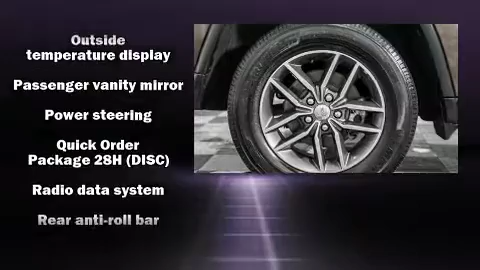 Outside
temperature display
Passenger vanity mirror
Power steering
Quick Order
Package 28H (DISC)
Radio data system
Rear anti-roll bar